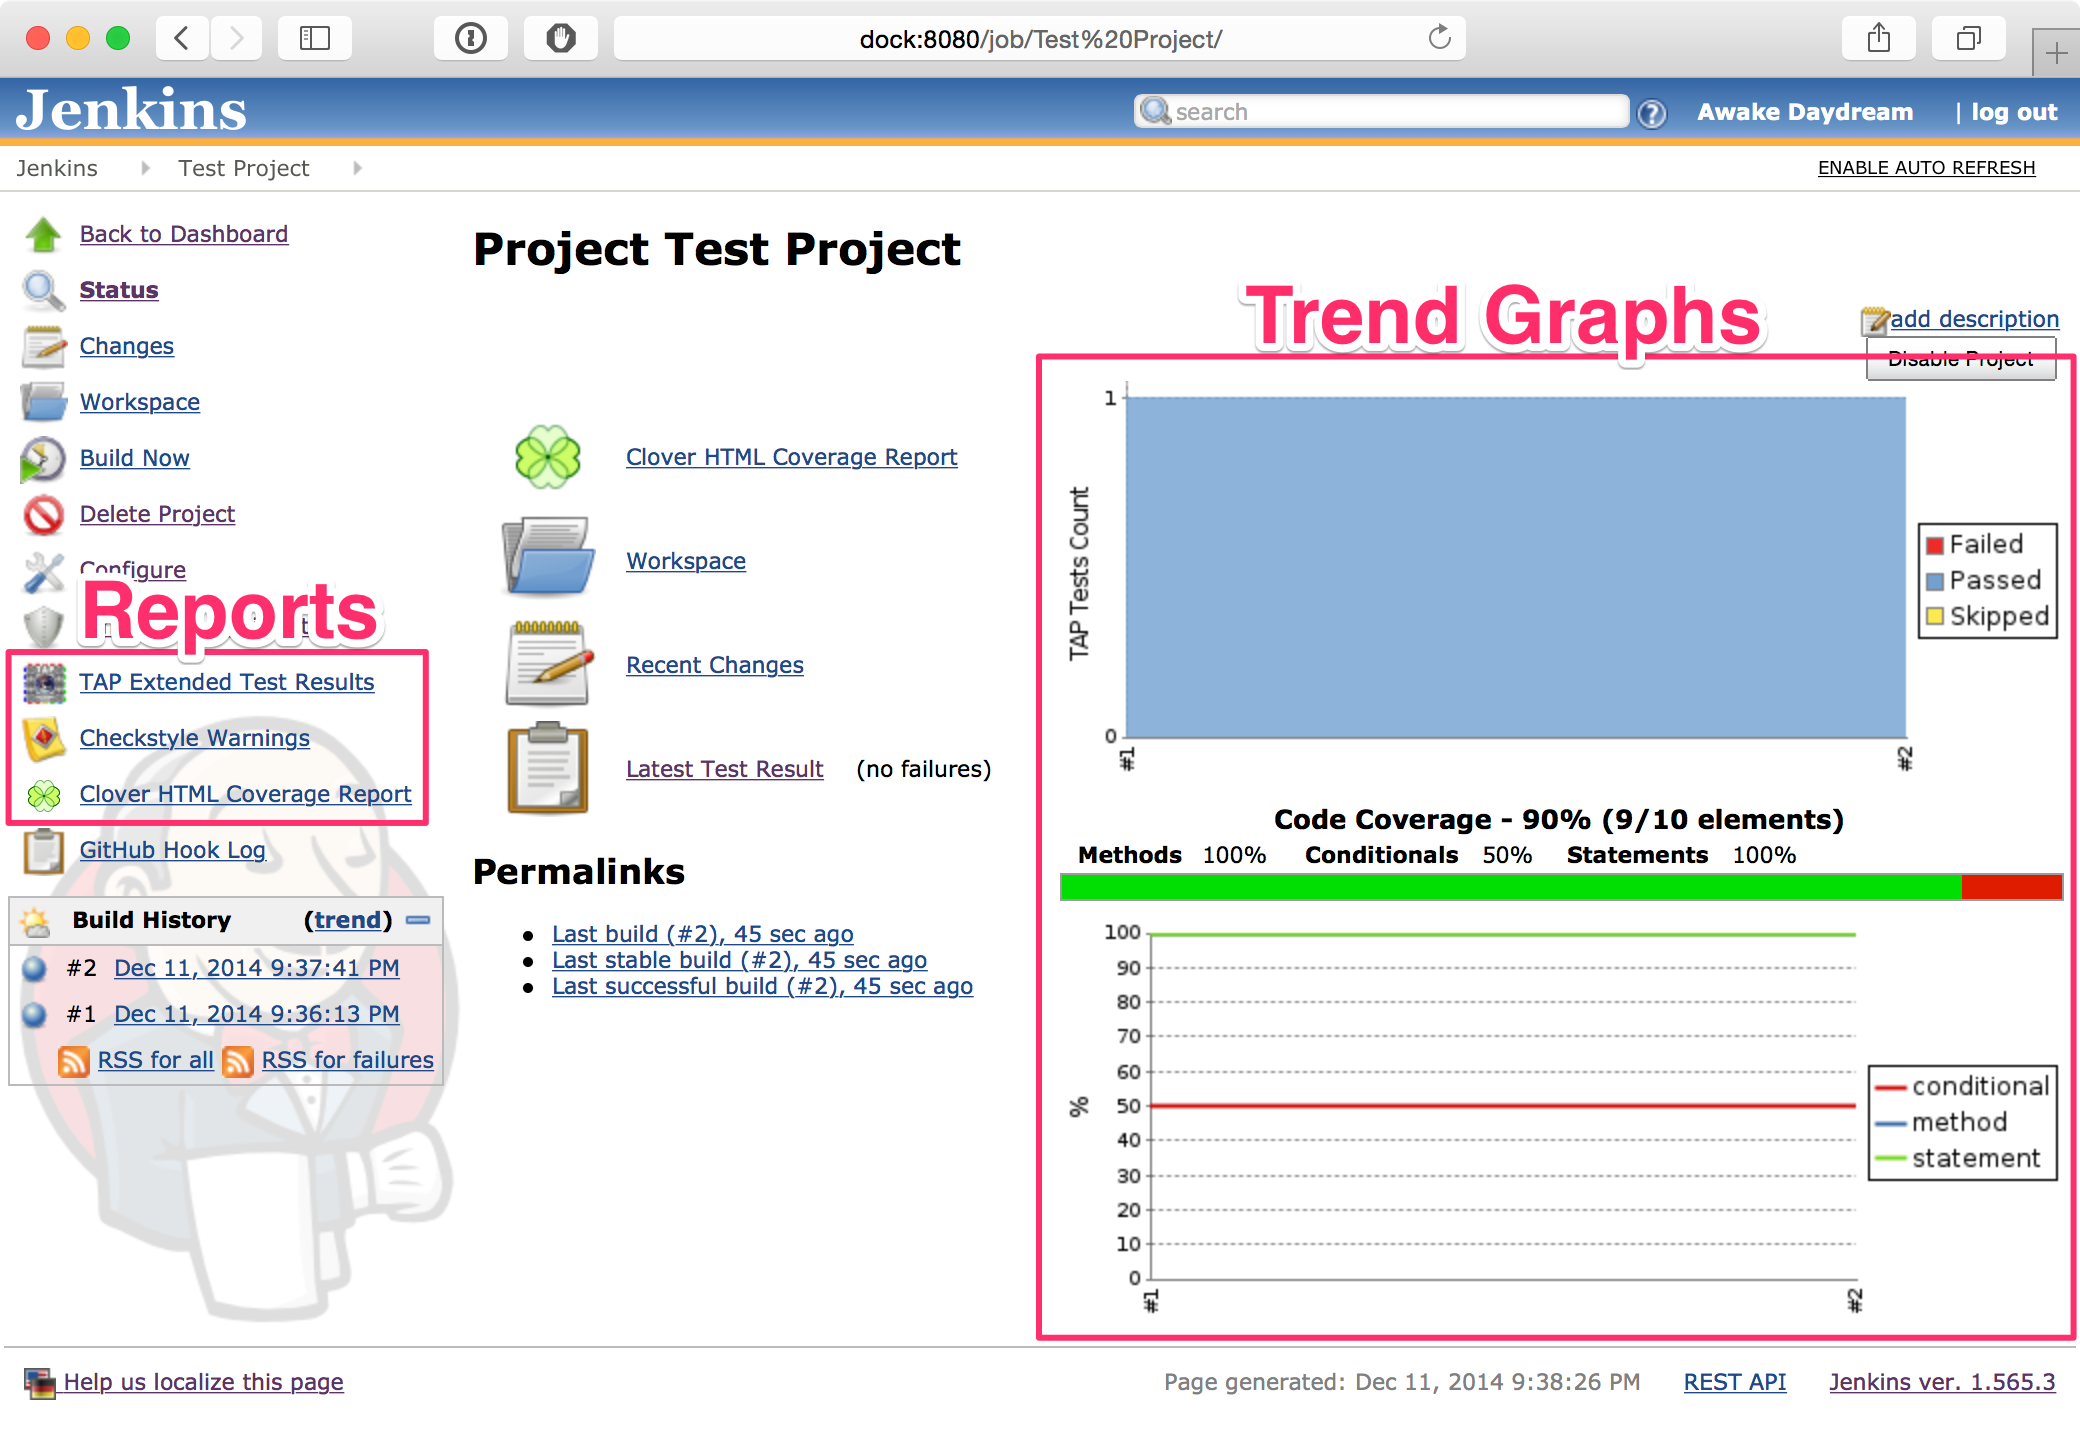 dock:8080/job/Test%20Project/
Jenkins
search
Awake Daydream
| log out
Jenkins
Test Project
ENABLE AUTO REFRESH
Back to Dashboard
Status
Changes
Workspace
Build Now
Delete Project
Configure
Reports
TAP Extended Test Results
Checkstyle Warnings
Clover HTML Coverage Report
GitHub Hook Log
Build History (trend)
#2 Dec 11, 2014 9:37:41 PM
#1 Dec 11, 2014 9:36:13 PM
RSS for all RSS for failures
Project Test Project
Clover HTML Coverage Report
Workspace
Recent Changes
Latest Test Result (no failures)
Permalinks
Last build (#2), 45 sec ago
Last stable build (#2), 45 sec ago
Last successful build (#2), 45 sec ago
Trend Graphs
add description
Disable Project
1
TAP Tests Count
0
#1
#2
Failed
Passed
Skipped
Code Coverage - 90% (9/10 elements)
Methods 100% Conditionals 50% Statements 100%
100
90
80
70
60
50
40
30
20
10
0
%
#1
#2
conditional
method
statement
Help us localize this page
Page generated: Dec 11, 2014 9:38:26 PM
REST API
Jenkins ver. 1.565.3